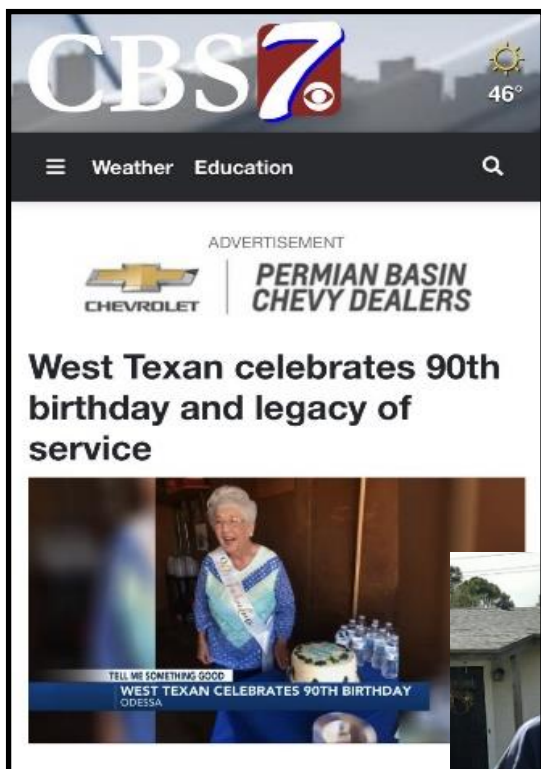 CBS7
46°
Weather Education
ADVERTISEMENT
CHEVROLET
PERMIAN BASIN
CHEVY DEALERS
West Texan celebrates 90th
birthday and legacy of
service
TELL ME SOMETHING GOOD
WEST TEXAN CELEBRATES 90TH BIRTHDAY
ODESSA